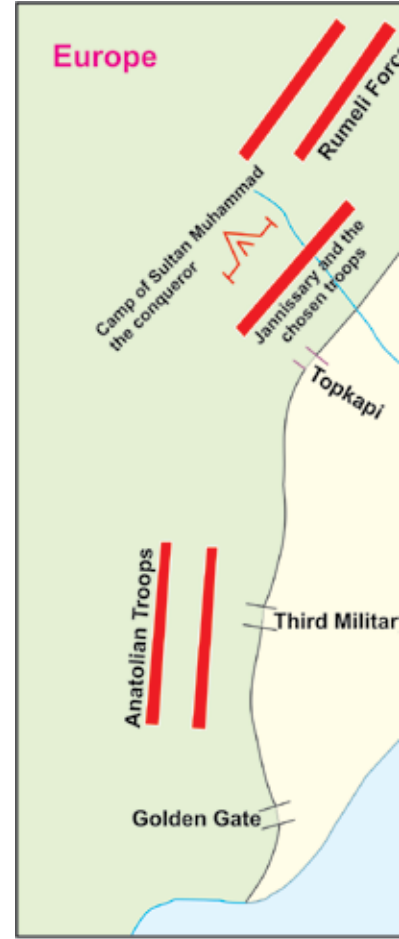 Europe
Rumeli Forc
Camp of Sultan Muhammad
the conqueror
Jannissary and the
chosen troops
Topkapi
Anatolian Troops
Third Military
Golden Gate